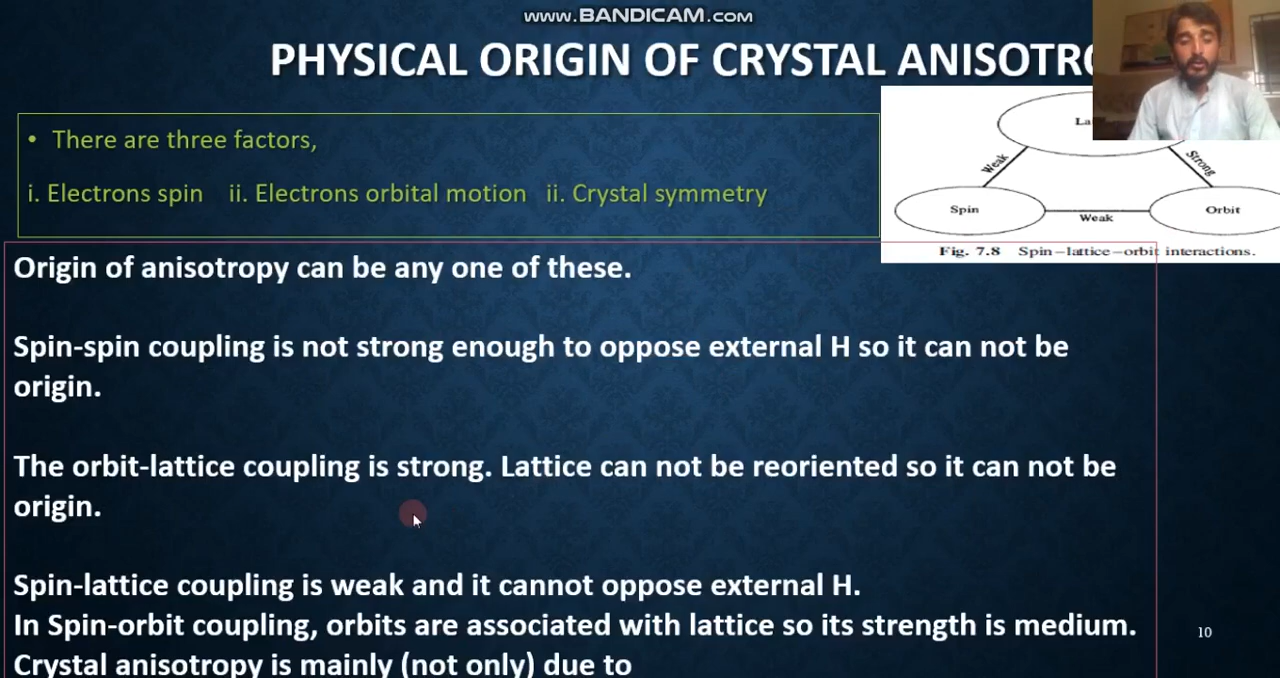 www.BANDICAM.com
PHYSICAL ORIGIN OF CRYSTAL
• There are three factors,
i. Electrons spin ii. Electrons orbital motion ii. Crystal symmetry
Weak
Strong
Spin
Weak
Orbit
Fig. 7.8 Spin–lattice–orbit interactions.
Origin of anisotropy can be any one of these.
Spin-spin coupling is not strong enough to oppose external H so it can not be
origin.
The orbit-lattice coupling is strong. Lattice can not be reoriented so it can not be
origin.
Spin-lattice coupling is weak and it cannot oppose external H.
In Spin-orbit coupling, orbits are associated with lattice so its strength is medium.
10
Crystal anisotropy is mainly (not only) due to